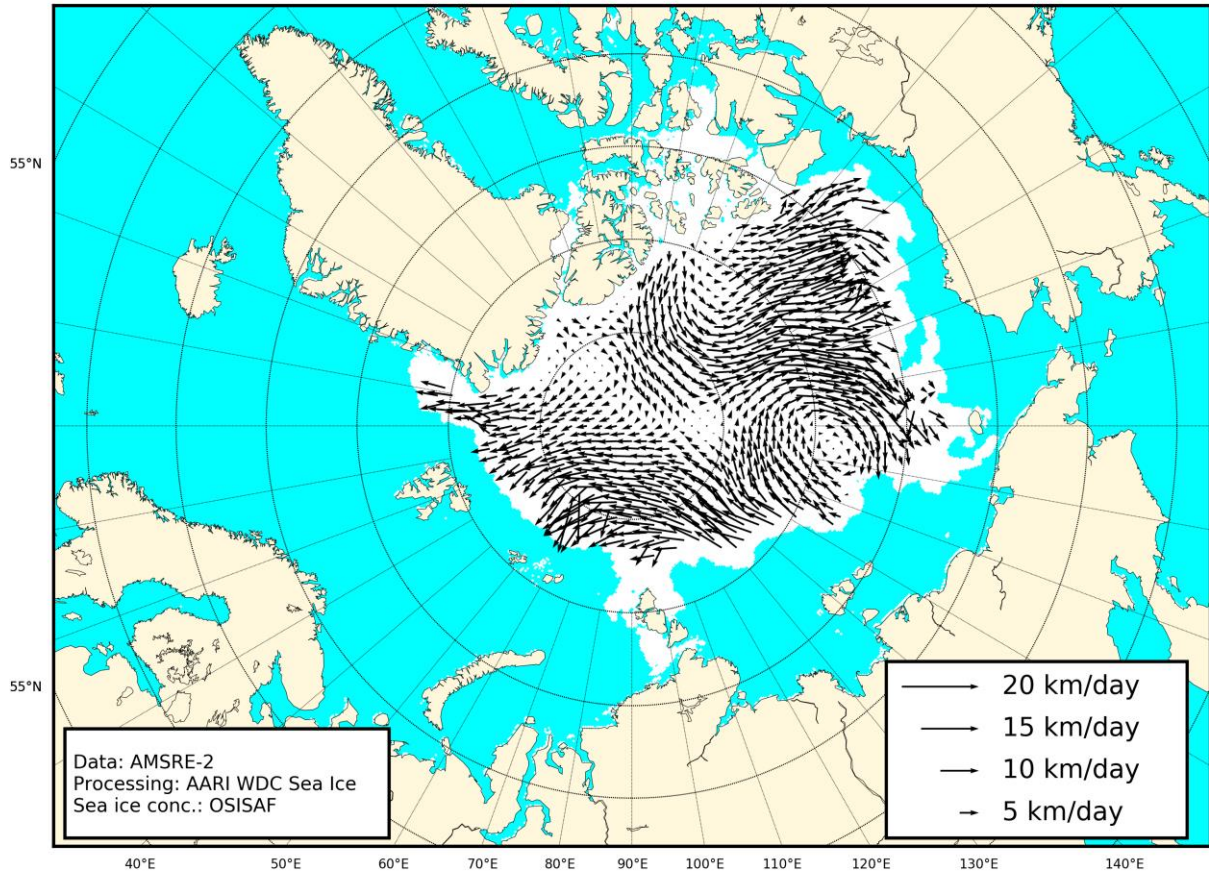 55°N
55°N
Data: AMSRE-2
Processing: AARI WDC Sea Ice
Sea ice conc.: OSISAF
20 km/day
15 km/day
10 km/day
5 km/day
40°E 50°E 60°E 70°E 80°E 90°E 100°E 110°E 120°E 130°E 140°E